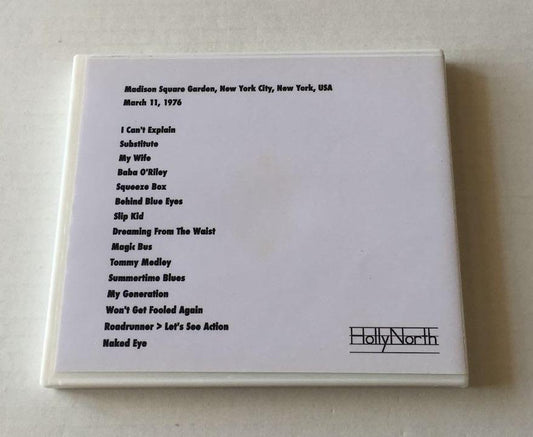 Madison Square Garden, New York City, New York, USA
March 11, 1976
I Can't Explain
Substitute
My Wife
Baba O'Riley
Squeeze Box
Behind Blue Eyes
Slip Kid
Dreaming From The Waist
Magic Bus
Tommy Medley
Summertime Blues
My Generation
Won't Get Fooled Again
Roadrunner > Let's See Action
Naked Eye
HollyNorth